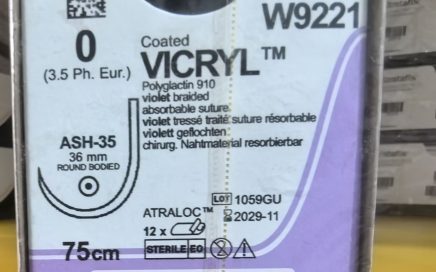 W9221
0
(3.5 Ph. Eur.)
Coated
VICRYL™
Polyglactin 910
violet braided
absorbable suture
violet tressé traité suture résorbable
violett geflochten
chirurg. Nahtmaterial resorbierbar
ASH-35
36 mm
ROUND BODIED
LOT 1059GU
2029-11
ATRALOC™
12 x
STERILE EO
75cm